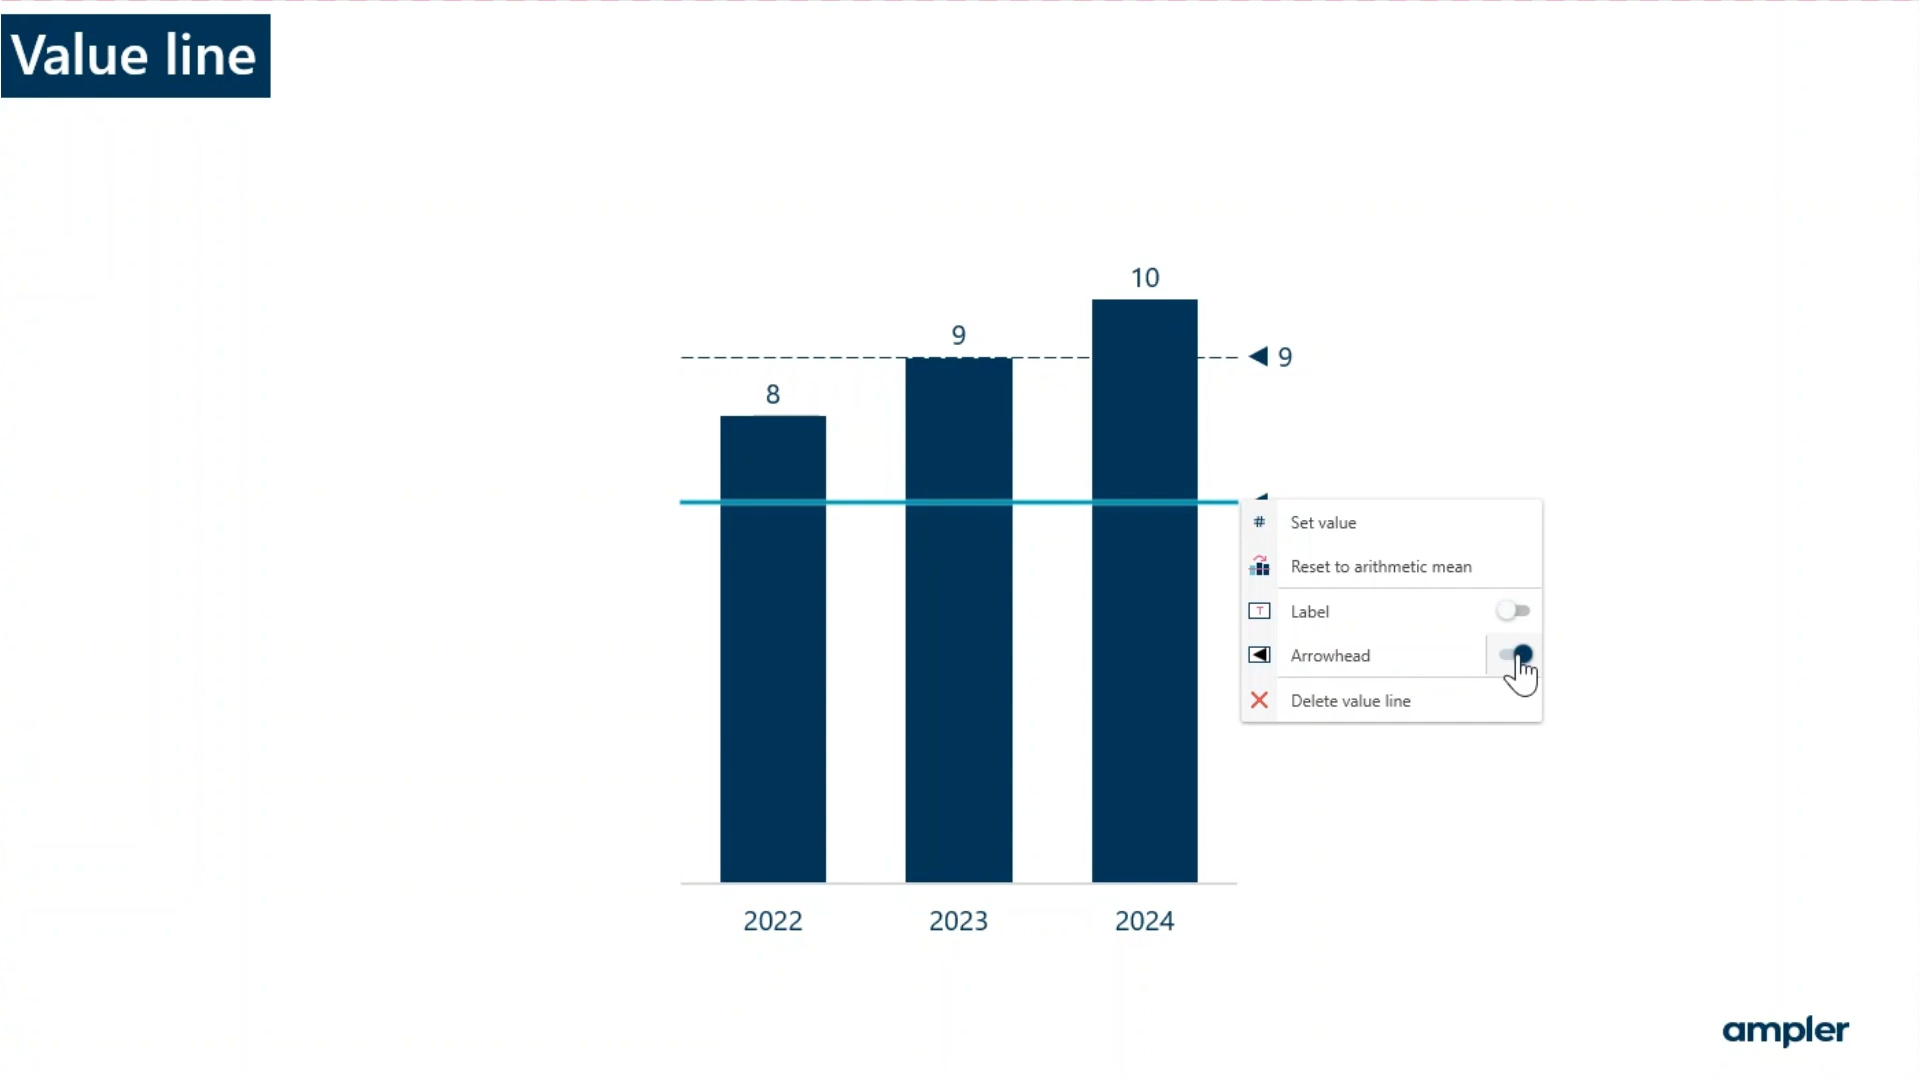 Value line
10
9
9
8
# Set value
Reset to arithmetic mean
T Label
Arrowhead
Delete value line
2022 2023 2024
ampler